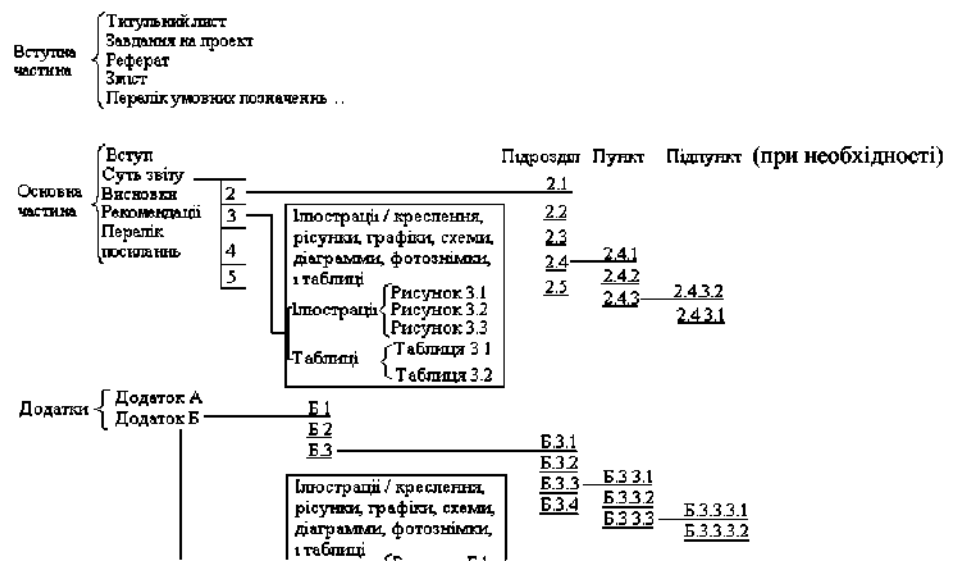 Вступна
частина
Титульний лист
Завдання на проект
Реферат
Зміст
Перелік умовних позначеннь ...
Основна
частина
Вступ
Суть звіту
Висновки
Рекомендації
Перелік
посиланнь
2
3
4
5
Ілюстрації / креслення,
рісунки, графіки, схеми,
діаграмми, фотознімки,
і таблиці
Ілюстрації
Рисунок 3.1
Рисунок 3.2
Рисунок 3.3
Таблиці
Таблиця 3.1
Таблиця 3.2
Підрозділ Пункт Підпункт (при необхідності)
2.1
2.2
2.3
2.4
2.5
2.4.1
2.4.2
2.4.3
2.4.3.2
2.4.3.1
Додатки
Додаток А
Додаток Б
Б.1
Б.2
Б.3
Б.3.1
Б.3.2
Б.3.3
Б.3.4
Б.3.3.1
Б.3.3.2
Б.3.3.3
Б.3.3.3.1
Б.3.3.3.2
Ілюстрації / креслення,
рісунки, графіки, схеми,
діаграмми, фотознімки,
і таблиці